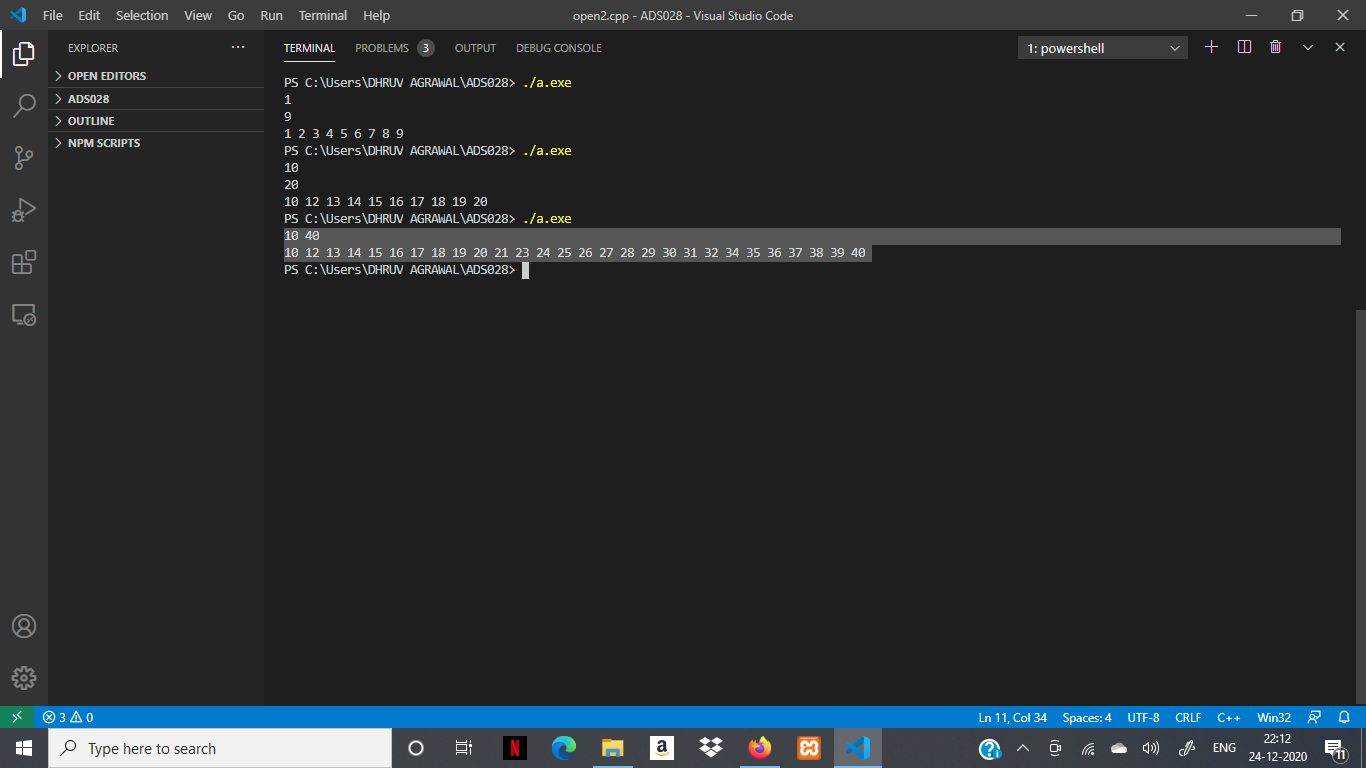 File Edit Selection View Go Run Terminal Help open2.cpp - ADS028 - Visual Studio Code
EXPLORER ...
OPEN EDITORS
ADS028
OUTLINE
NPM SCRIPTS
TERMINAL PROBLEMS 3 OUTPUT DEBUG CONSOLE 1: powershell
PS C:\Users\DHRUV AGRAWAL\ADS028> ./a.exe
1
9
1 2 3 4 5 6 7 8 9
PS C:\Users\DHRUV AGRAWAL\ADS028> ./a.exe
10
20
10 12 13 14 15 16 17 18 19 20
PS C:\Users\DHRUV AGRAWAL\ADS028> ./a.exe
10 40
10 12 13 14 15 16 17 18 19 20 21 23 24 25 26 27 28 29 30 31 32 34 35 36 37 38 39 40
PS C:\Users\DHRUV AGRAWAL\ADS028>
3 0 Ln 11, Col 34 Spaces: 4 UTF-8 CRLF C++ Win32
Type here to search N a ENG 22:12
24-12-2020 11